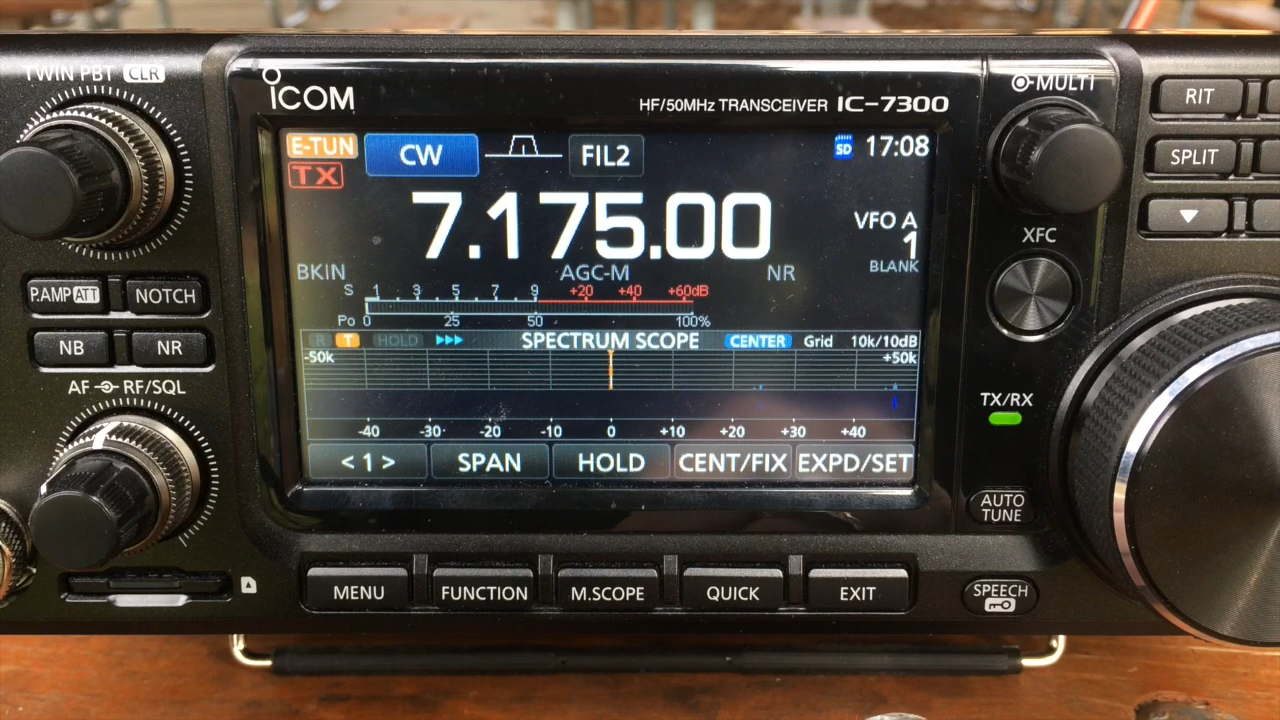 TWIN PBT CLR
ICOM
HF/50MHz TRANSCEIVER IC-7300
MULTI
RIT
SPLIT
XFC
P.AMP ATT
NOTCH
NB
NR
AF RF/SQL
E-TUN
CW
FIL2
SD
17:08
TX
7.175.00
VFO A
1
BLANK
BKIN
AGC-M
NR
S 1 3 5 7 9 +20 +40 +60dB
Po 0 25 50 100%
R T HOLD
SPECTRUM SCOPE
CENTER
Grid
10k/10dB
-50k
+50k
-40 -30 -20 -10 0 +10 +20 +30 +40
<1>
SPAN
HOLD
CENT/FIX
EXPD/SET
TX/RX
AUTO
TUNE
MENU
FUNCTION
M.SCOPE
QUICK
EXIT
SPEECH